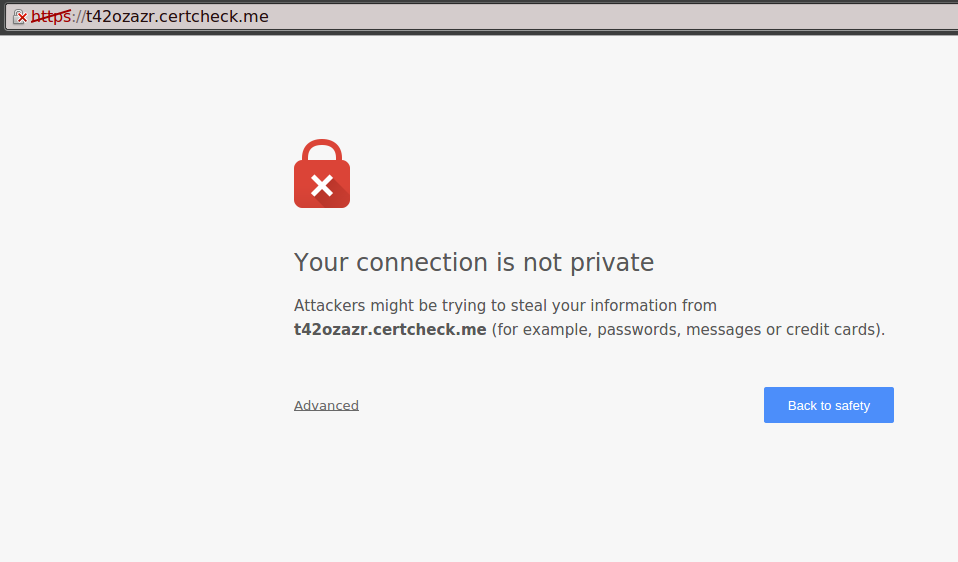 https://t42ozazr.certcheck.me
Your connection is not private
Attackers might be trying to steal your information from
t42ozazr.certcheck.me (for example, passwords, messages or credit cards).
Advanced
Back to safety